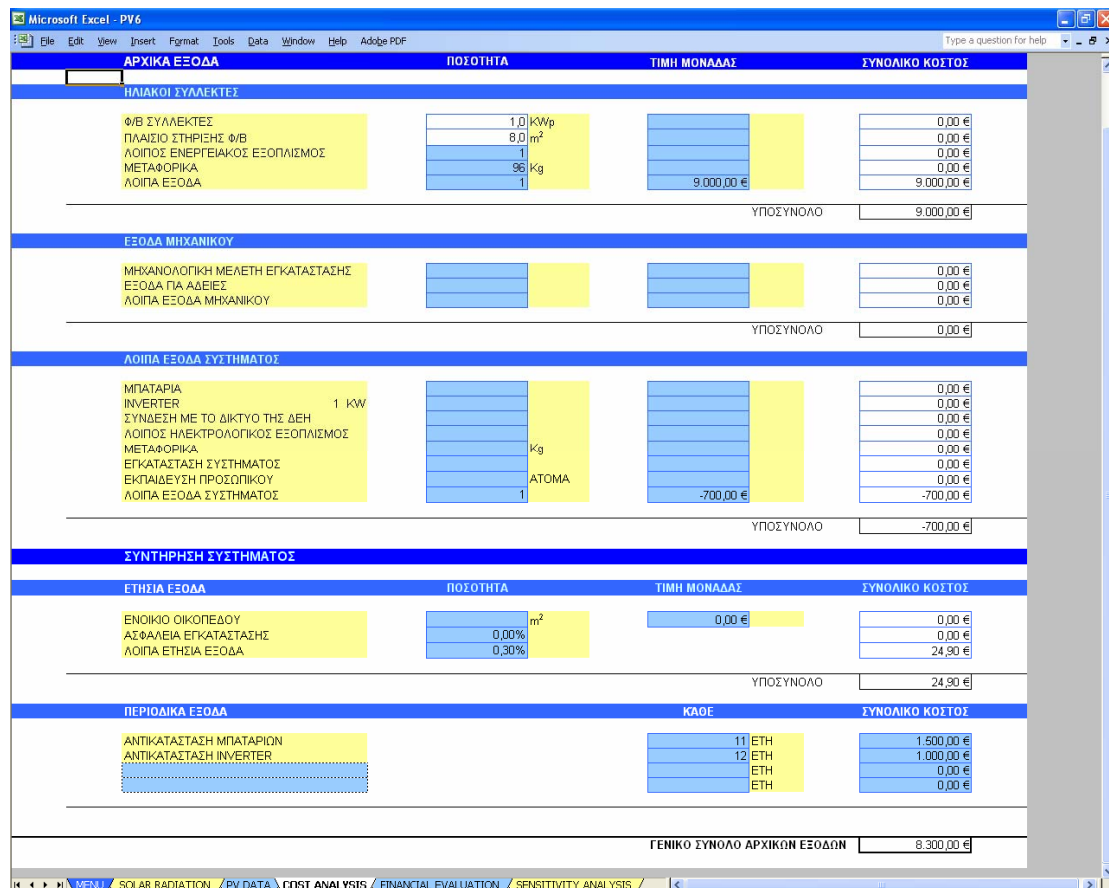 Microsoft Excel - PV6
File Edit View Insert Format Tools Data Window Help Adobe PDF Type a question for help
ΑΡΧΙΚΑ ΕΞΟΔΑ ΠΟΣΟΤΗΤΑ ΤΙΜΗ ΜΟΝΑΔΑΣ ΣΥΝΟΛΙΚΟ ΚΟΣΤΟΣ
ΗΛΙΑΚΟΙ ΣΥΛΛΕΚΤΕΣ
Φ/Β ΣΥΛΛΕΚΤΕΣ 1,0 KWp 0,00 €
ΠΛΑΙΣΙΟ ΣΤΗΡΙΞΗΣ Φ/Β 8,0 m² 0,00 €
ΛΟΙΠΟΣ ΕΝΕΡΓΕΙΑΚΟΣ ΕΞΟΠΛΙΣΜΟΣ 1 0,00 €
ΜΕΤΑΦΟΡΙΚΑ 96 Kg 0,00 €
ΛΟΙΠΑ ΕΞΟΔΑ 1 9.000,00 € 9.000,00 €
ΥΠΟΣΥΝΟΛΟ 9.000,00 €
ΕΞΟΔΑ ΜΗΧΑΝΙΚΟΥ
ΜΗΧΑΝΟΛΟΓΙΚΗ ΜΕΛΕΤΗ ΕΓΚΑΤΑΣΤΑΣΗΣ 0,00 €
ΕΞΟΔΑ ΓΙΑ ΑΔΕΙΕΣ 0,00 €
ΛΟΙΠΑ ΕΞΟΔΑ ΜΗΧΑΝΙΚΟΥ 0,00 €
ΥΠΟΣΥΝΟΛΟ 0,00 €
ΛΟΙΠΑ ΕΞΟΔΑ ΣΥΣΤΗΜΑΤΟΣ
ΜΠΑΤΑΡΙΑ 0,00 €
INVERTER 1 KW 0,00 €
ΣΥΝΔΕΣΗ ΜΕ ΤΟ ΔΙΚΤΥΟ ΤΗΣ ΔΕΗ 0,00 €
ΛΟΙΠΟΣ ΗΛΕΚΤΡΟΛΟΓΙΚΟΣ ΕΞΟΠΛΙΣΜΟΣ 0,00 €
ΜΕΤΑΦΟΡΙΚΑ Kg 0,00 €
ΕΓΚΑΤΑΣΤΑΣΗ ΣΥΣΤΗΜΑΤΟΣ 0,00 €
ΕΚΠΑΙΔΕΥΣΗ ΠΡΟΣΩΠΙΚΟΥ ΑΤΟΜΑ 0,00 €
ΛΟΙΠΑ ΕΞΟΔΑ ΣΥΣΤΗΜΑΤΟΣ 1 -700,00 € -700,00 €
ΥΠΟΣΥΝΟΛΟ -700,00 €
ΣΥΝΤΗΡΗΣΗ ΣΥΣΤΗΜΑΤΟΣ
ΕΤΗΣΙΑ ΕΞΟΔΑ ΠΟΣΟΤΗΤΑ ΤΙΜΗ ΜΟΝΑΔΑΣ ΣΥΝΟΛΙΚΟ ΚΟΣΤΟΣ
ΕΝΟΙΚΙΟ ΟΙΚΟΠΕΔΟΥ m² 0,00 € 0,00 €
ΑΣΦΑΛΕΙΑ ΕΓΚΑΤΑΣΤΑΣΗΣ 0,00% 0,00 €
ΛΟΙΠΑ ΕΤΗΣΙΑ ΕΞΟΔΑ 0,30% 24,90 €
ΥΠΟΣΥΝΟΛΟ 24,90 €
ΠΕΡΙΟΔΙΚΑ ΕΞΟΔΑ ΚΆΘΕ ΣΥΝΟΛΙΚΟ ΚΟΣΤΟΣ
ΑΝΤΙΚΑΤΑΣΤΑΣΗ ΜΠΑΤΑΡΙΩΝ 11 ΕΤΗ 1.500,00 €
ΑΝΤΙΚΑΤΑΣΤΑΣΗ INVERTER 12 ΕΤΗ 1.000,00 €
ΕΤΗ 0,00 €
ΕΤΗ 0,00 €
ΓΕΝΙΚΟ ΣΥΝΟΛΟ ΑΡΧΙΚΩΝ ΕΞΟΔΩΝ 8.300,00 €
MENU SOLAR RADIATION PV DATA COST ANALYSIS FINANCIAL EVALUATION SENSITIVITY ANALYSIS